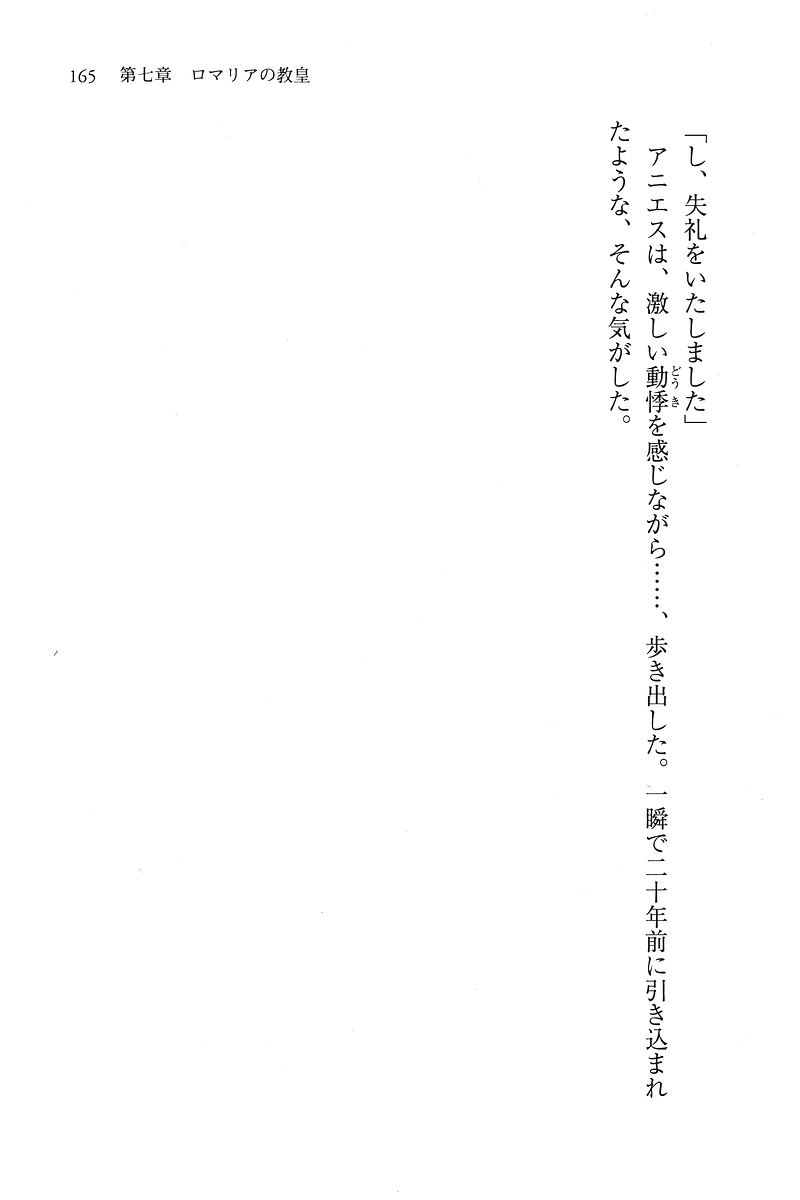 165 第七章 ロマリアの教皇
「し、失礼をいたしました」
アニエスは、激しい動悸を感じながら……、歩き出した。一瞬で二十年前に引き込まれ
どうき
たような、そんな気がした。